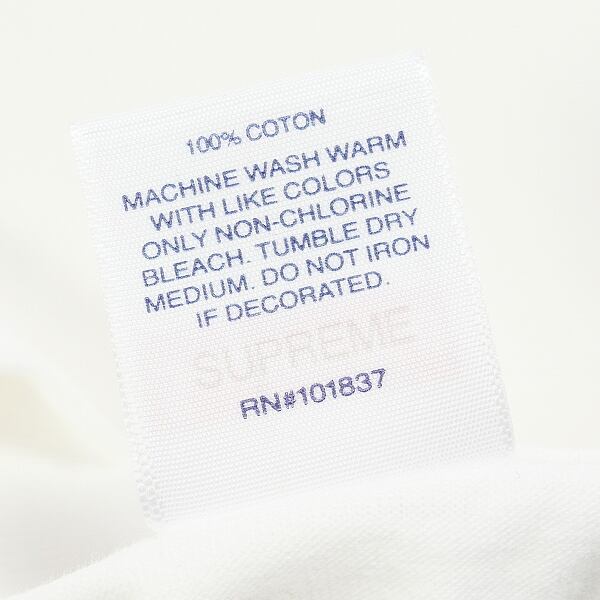 100% COTON
MACHINE WASH WARM
WITH LIKE COLORS
ONLY NON-CHLORINE
BLEACH. TUMBLE DRY
MEDIUM. DO NOT IRON
IF DECORATED.
SUPREME
RN#101837